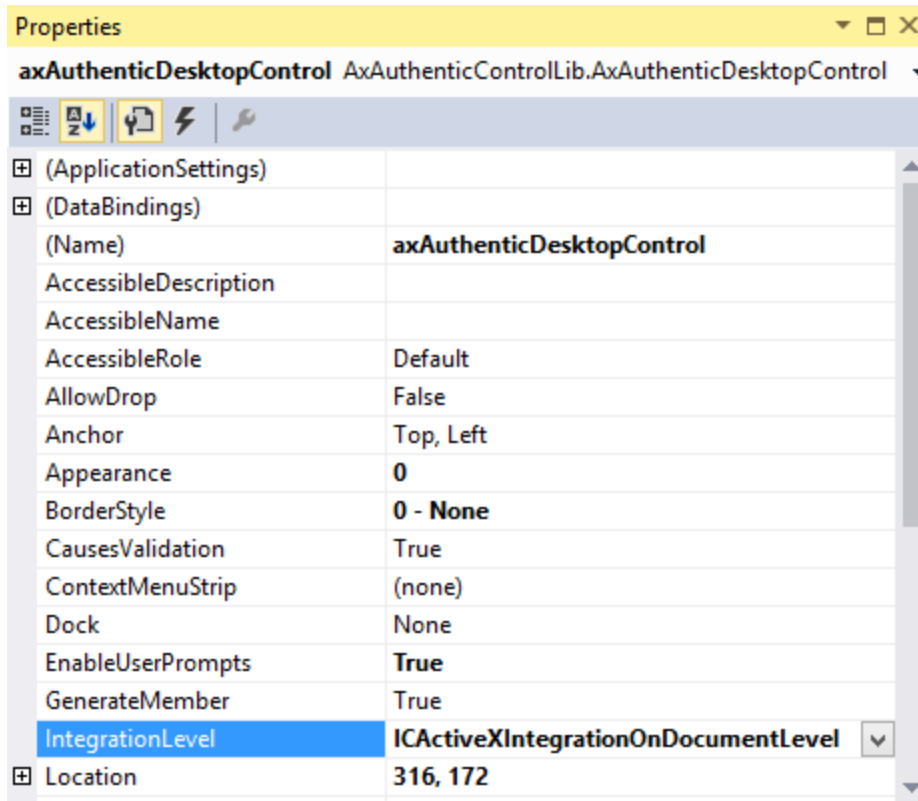 Properties
axAuthenticDesktopControl AxAuthenticControlLib.AxAuthenticDesktopControl
(ApplicationSettings)
(DataBindings)
(Name) axAuthenticDesktopControl
AccessibleDescription
AccessibleName
AccessibleRole Default
AllowDrop False
Anchor Top, Left
Appearance 0
BorderStyle 0 - None
CausesValidation True
ContextMenuStrip (none)
Dock None
EnableUserPrompts True
GenerateMember True
IntegrationLevel ICActiveXIntegrationOnDocumentLevel
Location 316, 172